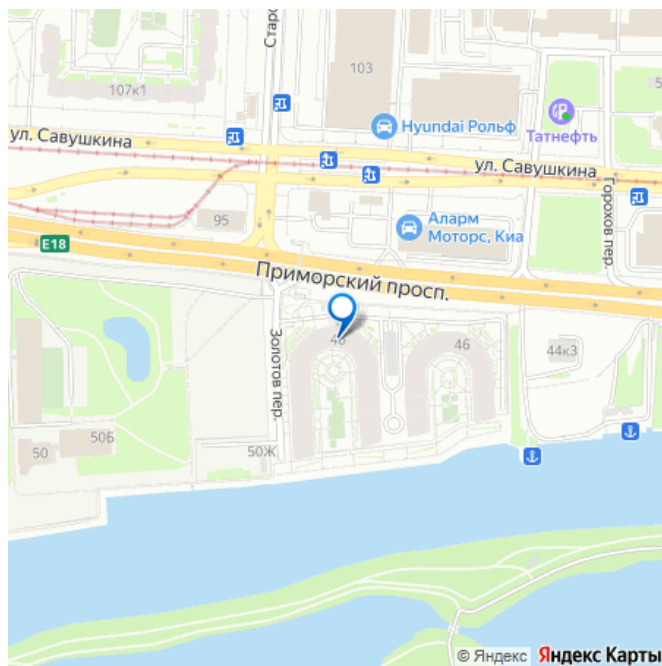 Старо
103
5
107к1
Hyundai Рольф
Татнефть
ул. Савушкина
ул. Савушкина
Горохов пер.
95
Аларм
Моторс, Киа
E18
Приморский просп.
Золотов пер.
46
44к3
50Б
50
50Ж
© Яндекс Яндекс Карты